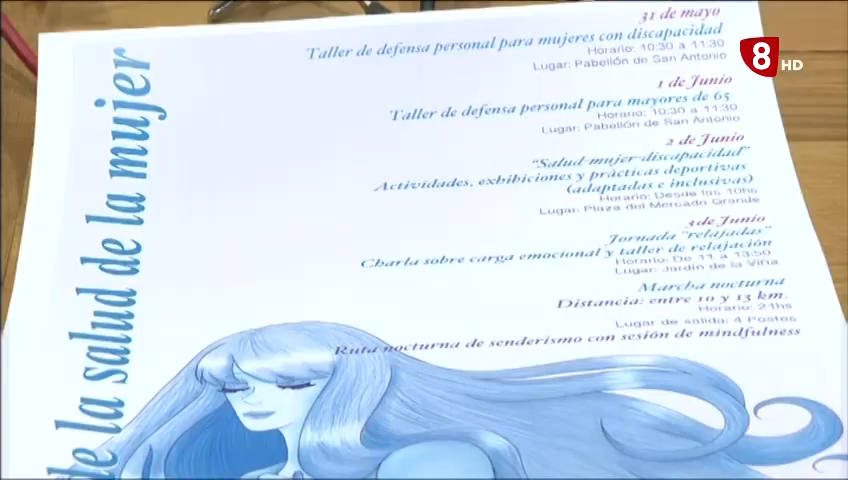 de la salud de la mujer
31 de mayo
Taller de defensa personal para mujeres con discapacidad
Horario: 10:30 a 11:30
Lugar: Pabellón de San Antonio
1 de Junio
Taller de defensa personal para mayores de 65
Horario: 10:30 a 11:30
Lugar: Pabellón de San Antonio
2 de Junio
"Salud-mujer-discapacidad"
Actividades, exhibiciones y prácticas deportivas
(adaptadas e inclusivas)
Horario: Desde las 10hs
Lugar: Plaza del Mercado Grande
3 de Junio
Jornada "relajadas"
Charla sobre carga emocional y taller de relajación
Horario: De 11 a 13:50
Lugar: Jardín de la Viña
Marcha nocturna
Distancia: entre 10 y 13 km.
Horario: 21hs
Lugar de salida: 4 Postes
Ruta nocturna de senderismo con sesión de mindfulness
8 HD